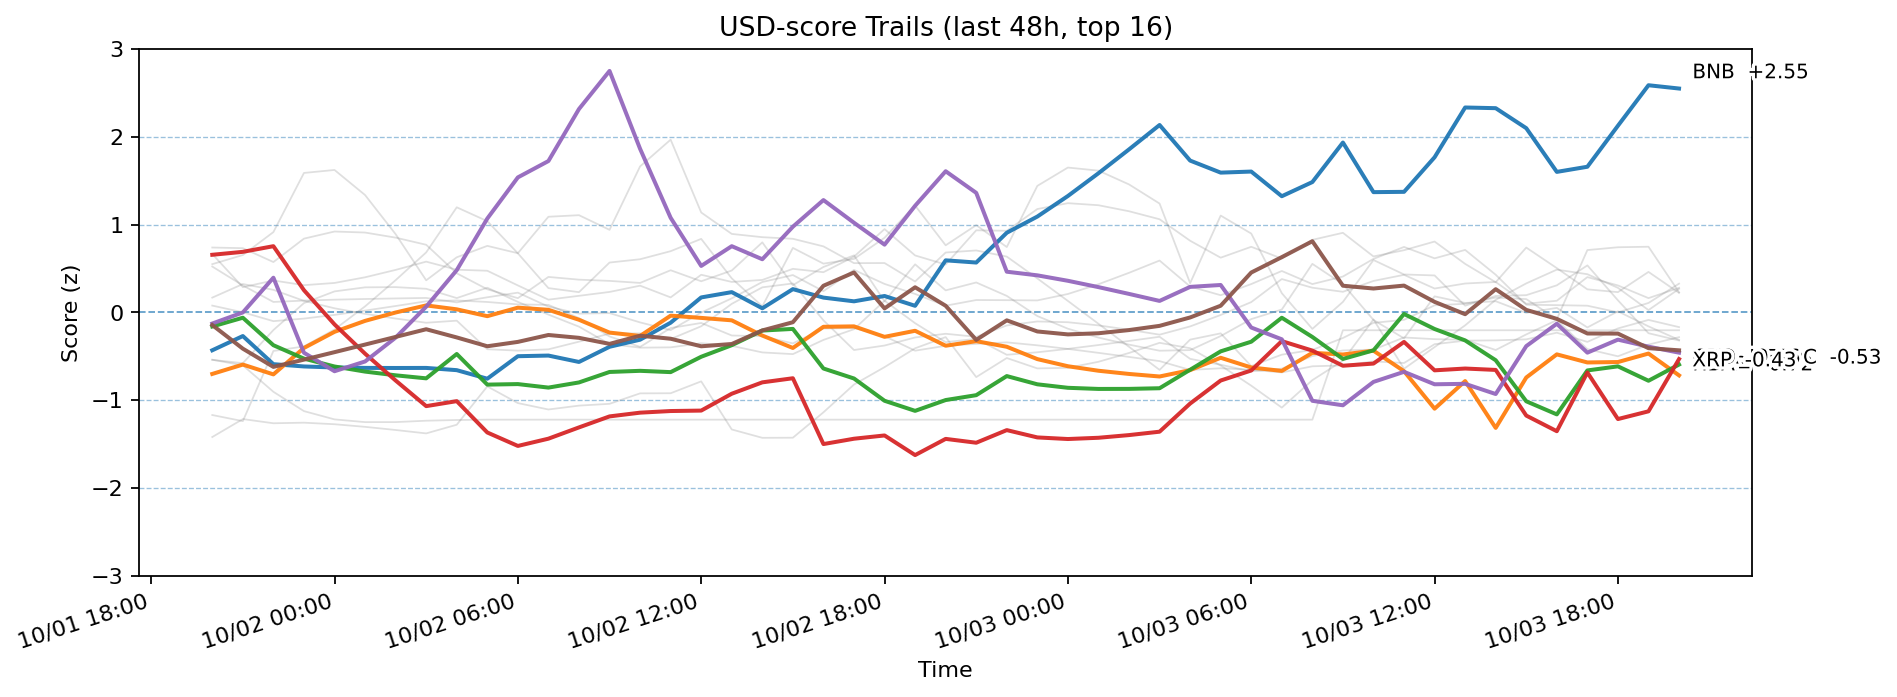 USD-score Trails (last 48h, top 16)
Score (z)
3
2
1
0
−1
−2
−3
BNB +2.55
XRP -0.43
C -0.53
10/01 18:00
10/02 00:00
10/02 06:00
10/02 12:00
10/02 18:00
10/03 00:00
10/03 06:00
10/03 12:00
10/03 18:00
Time